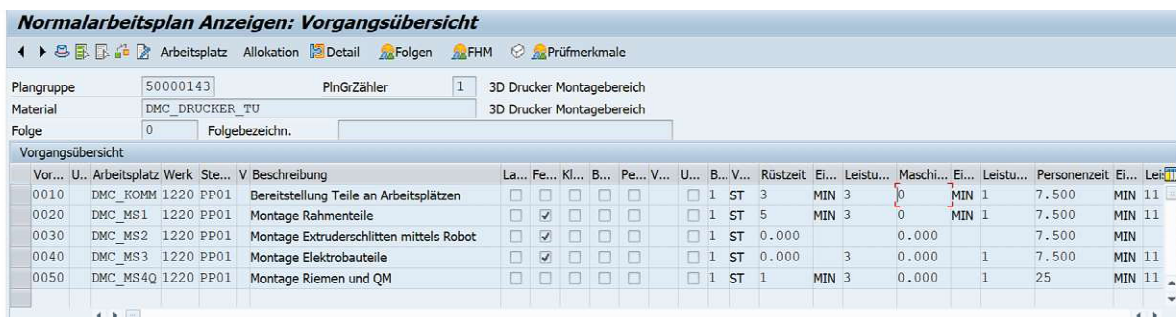 Normalarbeitsplan Anzeigen: Vorgangsübersicht
Arbeitsplatz Allokation Detail Folgen FHM Prüfmerkmale
Plangruppe 50000143 PlnGrZähler 1 3D Drucker Montagebereich
Material DMC_DRUCKER_TU 3D Drucker Montagebereich
Folge 0 Folgebezeichn.
Vorgangsübersicht
Vor... U.. Arbeitsplatz Werk Ste... V Beschreibung La... Fe... Kl... B... Pe... V... U... B.. V... Rüstzeit Ei... Leistu... Maschi... Ei... Leistu... Personenzeit Ei... Leis
0010 DMC_KOMM 1220 PP01 Bereitstellung Teile an Arbeitsplätzen 1 ST 3 MIN 3 0 MIN 1 7.500 MIN 11
0020 DMC_MS1 1220 PP01 Montage Rahmenteile 1 ST 5 MIN 3 0 MIN 1 7.500 MIN 11
0030 DMC_MS2 1220 PP01 Montage Extruderschlitten mittels Robot 1 ST 0.000 0.000 7.500 MIN
0040 DMC_MS3 1220 PP01 Montage Elektrobauteile 1 ST 0.000 3 0.000 1 7.500 MIN 11
0050 DMC_MS4Q 1220 PP01 Montage Riemen und QM 1 ST 1 MIN 3 0.000 1 25 MIN 11